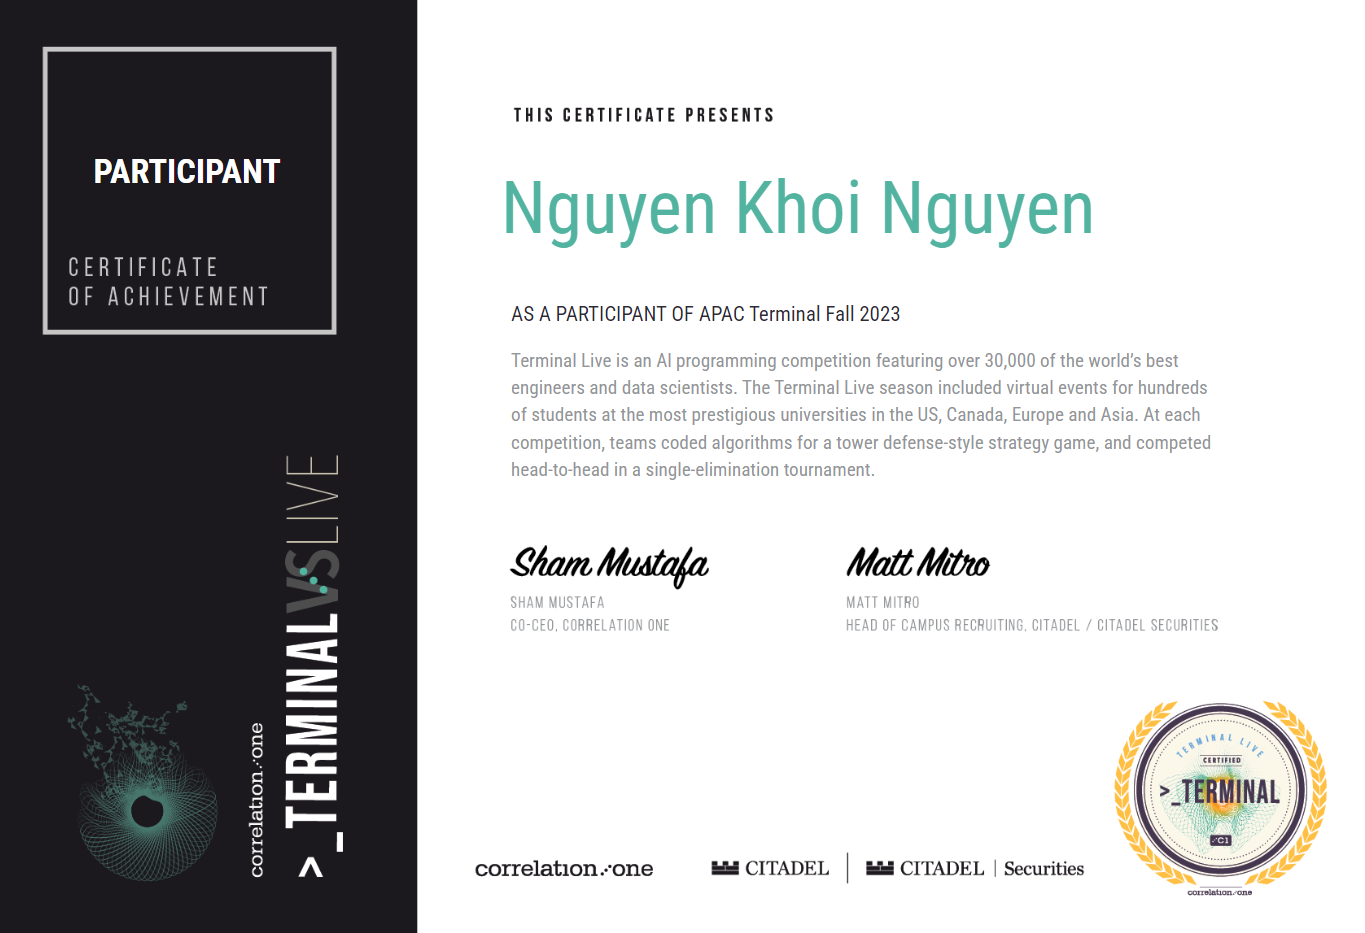 PARTICIPANT
CERTIFICATE
OF ACHIEVEMENT
correlation one
>_TERMINAL VS LIVE
THIS CERTIFICATE PRESENTS
Nguyen Khoi Nguyen
AS A PARTICIPANT OF APAC Terminal Fall 2023
Terminal Live is an AI programming competition featuring over 30,000 of the world's best
engineers and data scientists. The Terminal Live season included virtual events for hundreds
of students at the most prestigious universities in the US, Canada, Europe and Asia. At each
competition, teams coded algorithms for a tower defense-style strategy game, and competed
head-to-head in a single-elimination tournament.
Sham Mustafa
SHAM MUSTAFA
CO-CEO, CORRELATION ONE
Matt Mitro
MATT MITRO
HEAD OF CAMPUS RECRUITING, CITADEL / CITADEL SECURITIES
correlation one
CITADEL
CITADEL | Securities
TERMINAL LIVE
CERTIFIED
>_TERMINAL
C1
correlation one